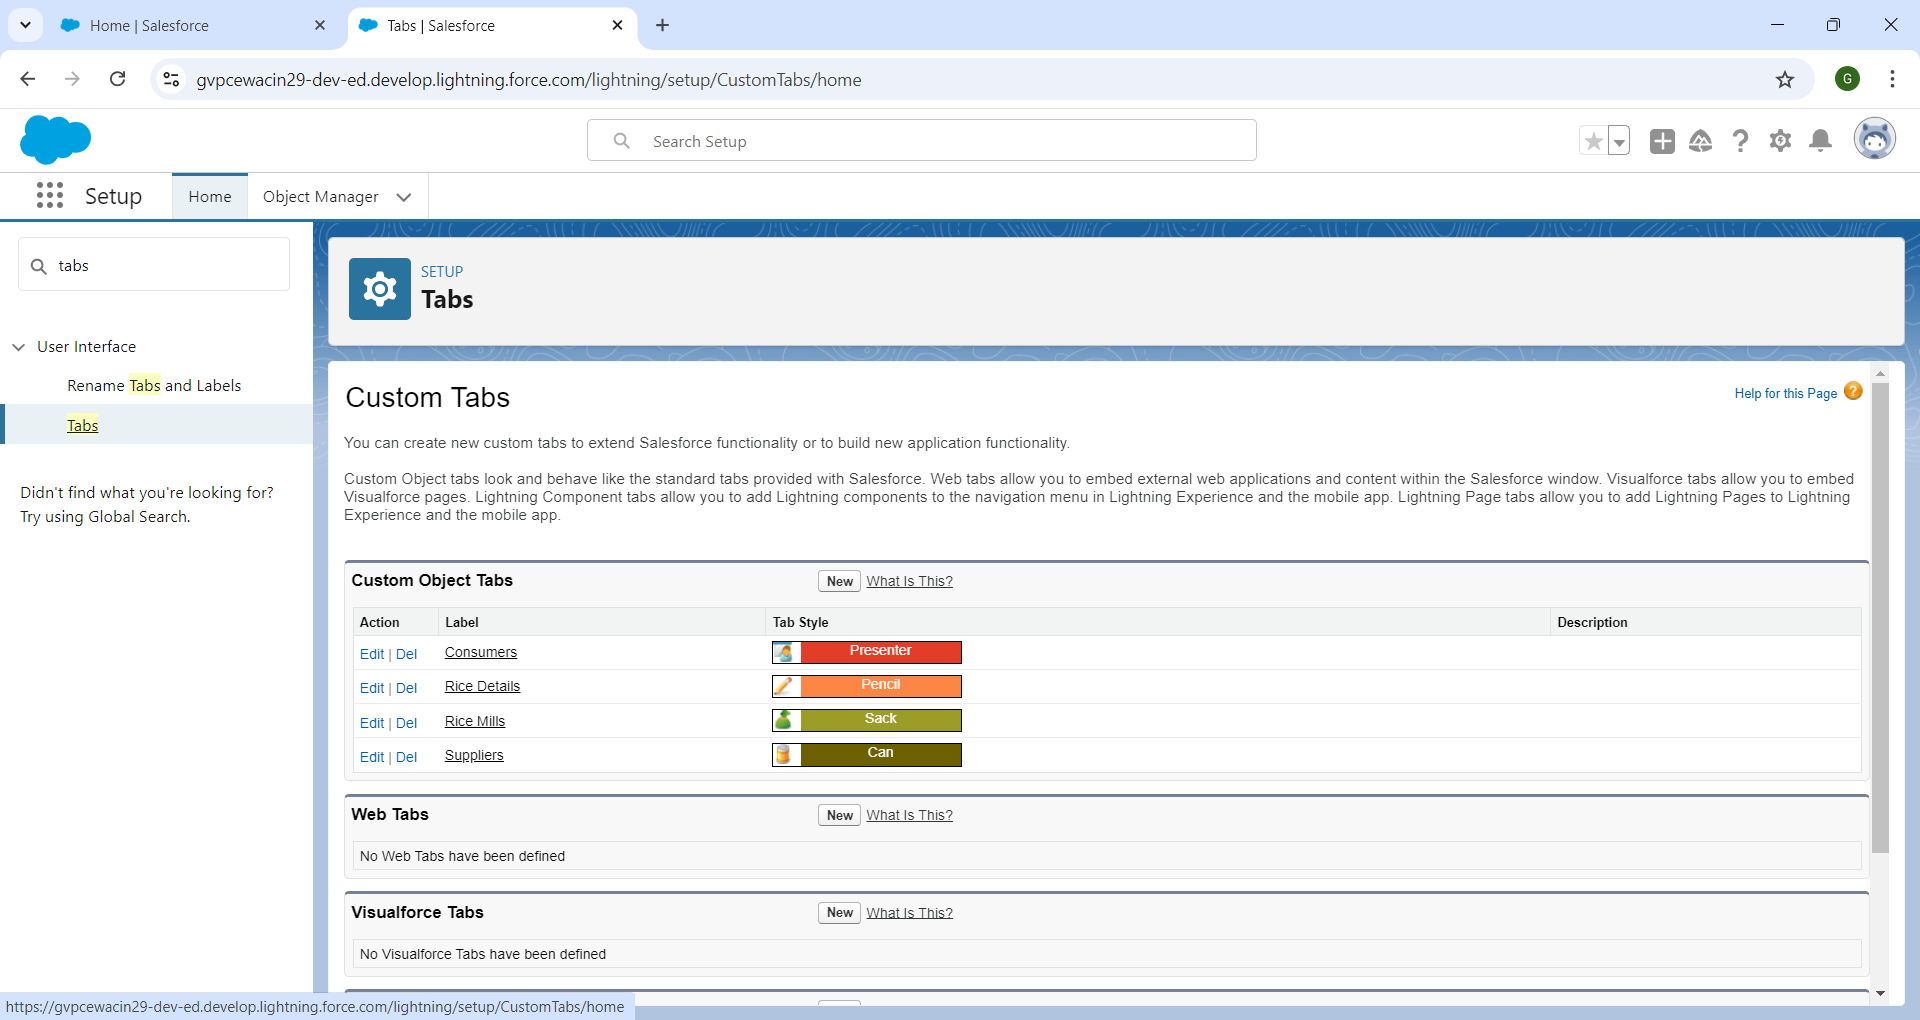 Home | Salesforce
Tabs | Salesforce
gvpcewacin29-dev-ed.develop.lightning.force.com/lightning/setup/CustomTabs/home
G
Search Setup
Setup
Home
Object Manager
tabs
User Interface
Rename Tabs and Labels
Tabs
Didn't find what you're looking for?
Try using Global Search.
SETUP
Tabs
Custom Tabs
Help for this Page ?
You can create new custom tabs to extend Salesforce functionality or to build new application functionality.
Custom Object tabs look and behave like the standard tabs provided with Salesforce. Web tabs allow you to embed external web applications and content within the Salesforce window. Visualforce tabs allow you to embed
Visualforce pages. Lightning Component tabs allow you to add Lightning components to the navigation menu in Lightning Experience and the mobile app. Lightning Page tabs allow you to add Lightning Pages to Lightning
Experience and the mobile app.
Custom Object Tabs New What Is This?
Action Label Tab Style Description
Edit | Del Consumers Presenter
Edit | Del Rice Details Pencil
Edit | Del Rice Mills Sack
Edit | Del Suppliers Can
Web Tabs New What Is This?
No Web Tabs have been defined
Visualforce Tabs New What Is This?
No Visualforce Tabs have been defined
https://gvpcewacin29-dev-ed.develop.lightning.force.com/lightning/setup/CustomTabs/home